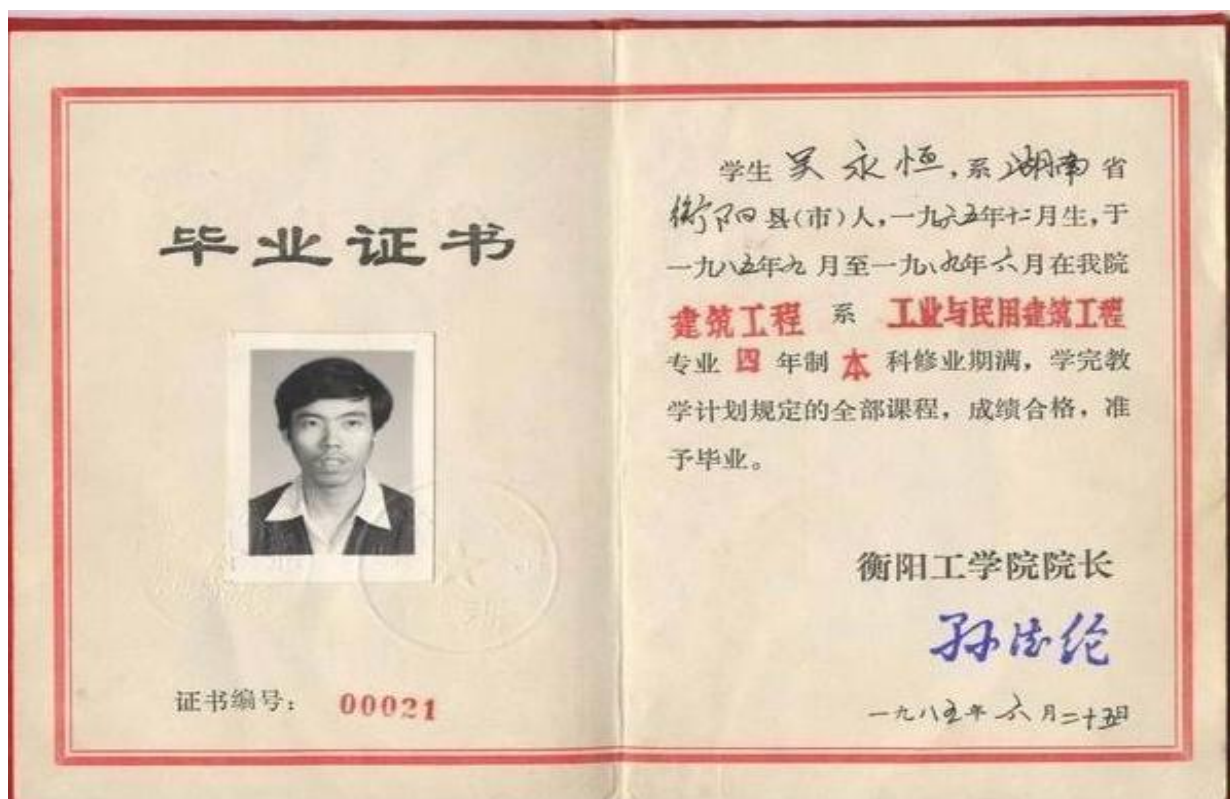 毕业证书
证书编号： 00021
学生 吴永恒，系 湖南 省
衡阳 县（市）人，一九六五年十二月生，于
一九八五年九月至一九八九年六月在我院
建筑工程 系 工业与民用建筑工程
专业 四 年制 本 科修业期满，学完教
学计划规定的全部课程，成绩合格，准
予毕业。
衡阳工学院院长
孙法纶
一九八五年六月二十五日